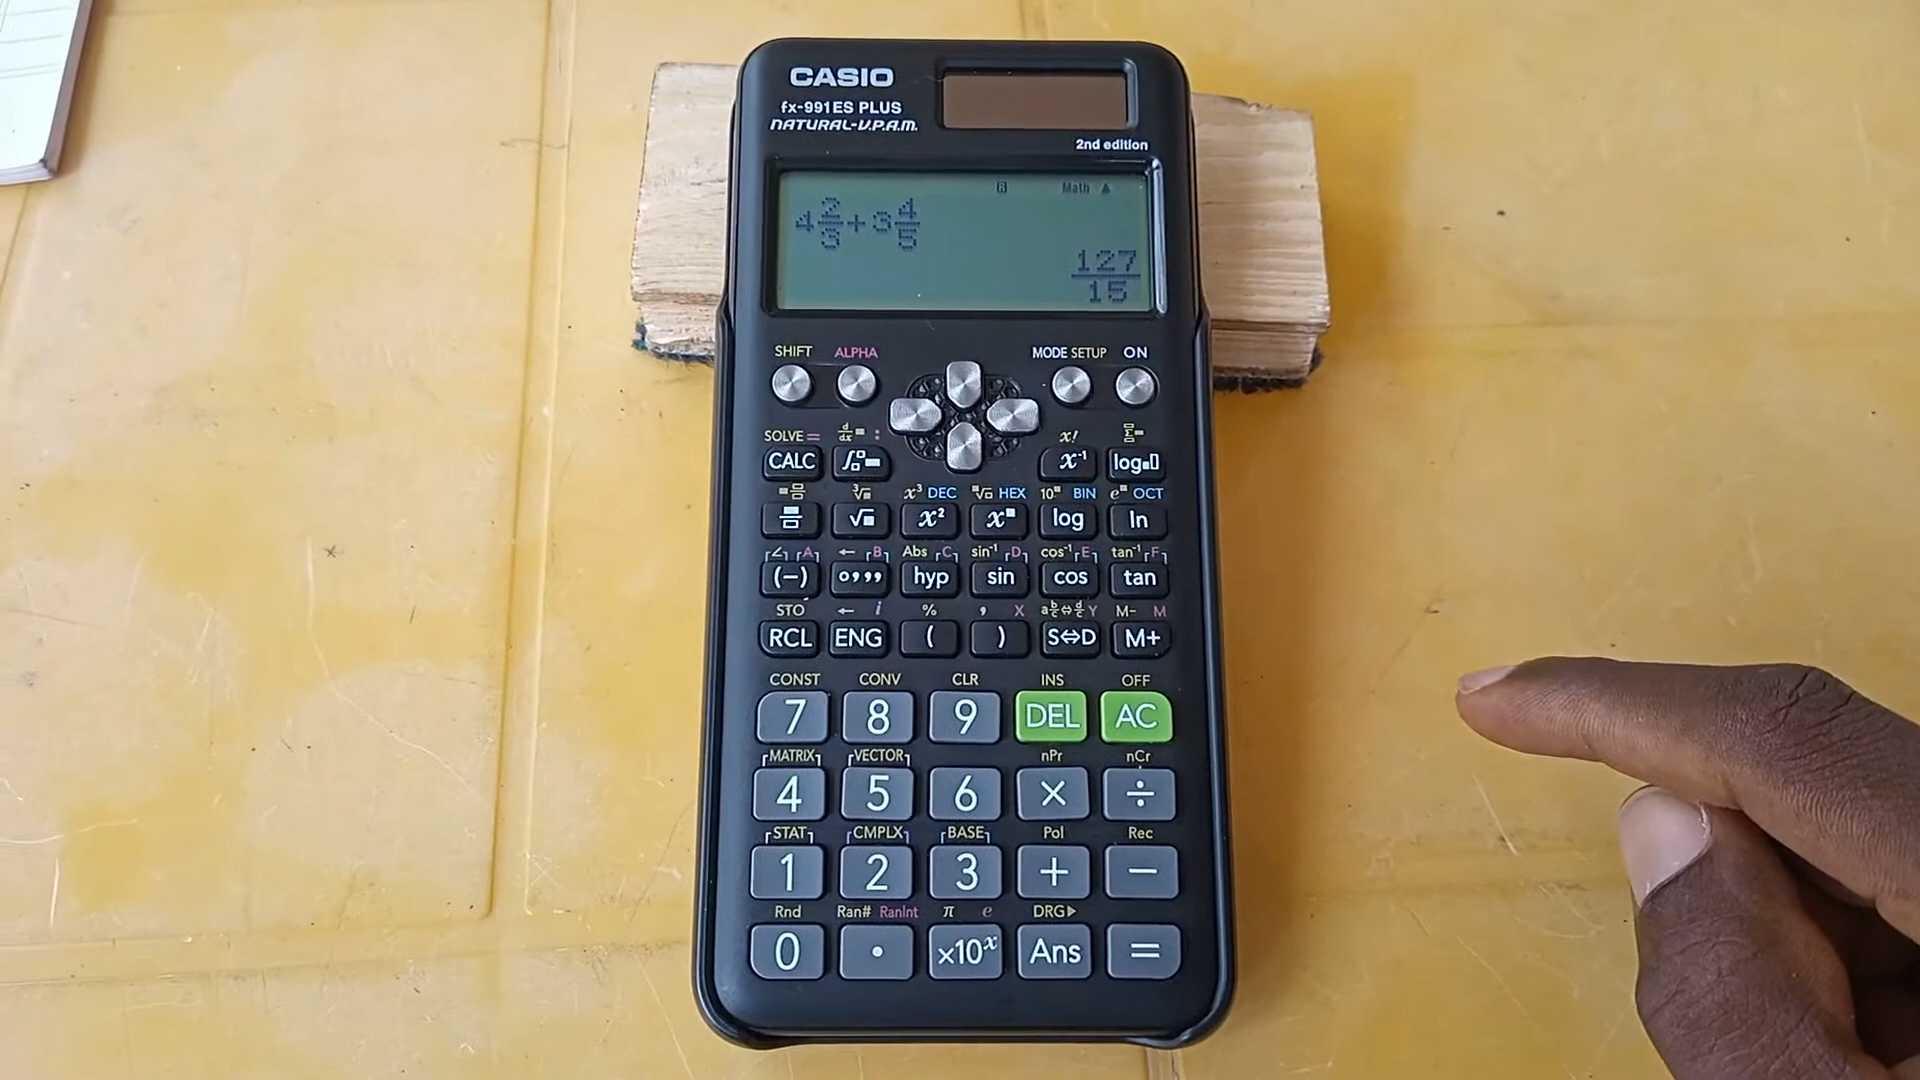 CASIO
fx-991ES PLUS
NATURAL-V.P.A.M.
2nd edition
R Math ▲
4 2/3 + 3 4/5
127/15
SHIFT ALPHA MODE SETUP ON
SOLVE = d/dx : x! Σ
CALC ∫ x⁻¹ log
³√ x³ DEC √ HEX 10 BIN e OCT
√ x² x log ln
∠ A ← B Abs C sin⁻¹ D cos⁻¹ E tan⁻¹ F
(−) °,,, hyp sin cos tan
STO ← i % , X a b/c⇔d/c Y M− M
RCL ENG ( ) S⇔D M+
CONST CONV CLR INS OFF
7 8 9 DEL AC
MATRIX VECTOR nPr nCr
4 5 6 × ÷
STAT CMPLX BASE Pol Rec
1 2 3 + −
Rnd Ran# RanInt π e DRG▶
0 • ×10ˣ Ans =